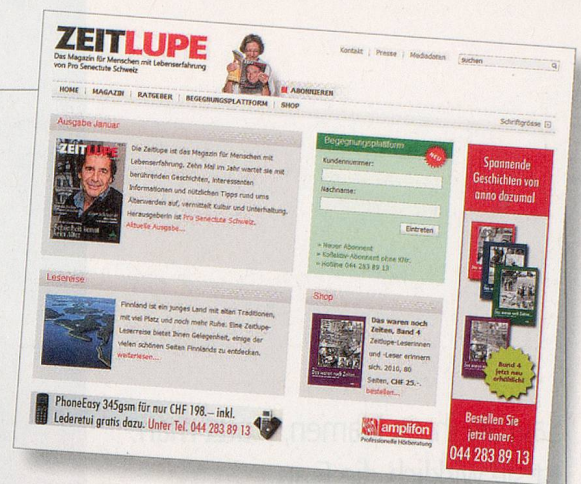 ZEITLUPE
Das Magazin für Menschen mit Lebenserfahrung
von Pro Senectute Schweiz
ABONNIEREN
Kontakt | Presse | Mediadaten
suchen
HOME | MAGAZIN | RATGEBER | BEGEGNUNGSPLATTFORM | SHOP
Schriftgrösse
Ausgabe Januar
ZEITLUPE
Die Zeitlupe ist das Magazin für Menschen mit
Lebenserfahrung. Zehn Mal im Jahr wartet sie mit
berührenden Geschichten, interessanten
Informationen und nützlichen Tipps rund ums
Älterwerden auf, vermittelt Kultur und Unterhaltung.
Herausgeberin ist Pro Senectute Schweiz.
Aktuelle Ausgabe...
Begegnungsplattform
NEU
Kundennummer:
Nachname:
Eintreten
» Neuer Abonnent
» Kollektiv-Abonnent ohne KNr.
» Hotline 044 283 89 13
Leserreise
Finnland ist ein junges Land mit alten Traditionen,
mit viel Platz und noch mehr Ruhe. Eine Zeitlupe-
Leserreise bietet Ihnen Gelegenheit, einige der
vielen schönen Seiten Finnlands zu entdecken.
weiterlesen...
Shop
Das waren noch
Zeiten, Band 4
Zeitlupe-Leserinnen
und -Leser erinnern
sich. 2010, 80
Seiten, CHF 25.-.
bestellen...
Spannende
Geschichten von
anno dazumal
Band 4
jetzt neu
erhältlich!
Bestellen Sie
jetzt unter:
044 283 89 13
PhoneEasy 345gsm für nur CHF 198.– inkl.
Lederetui gratis dazu. Unter Tel. 044 283 89 13
amplifon
Professionelle Hörberatung